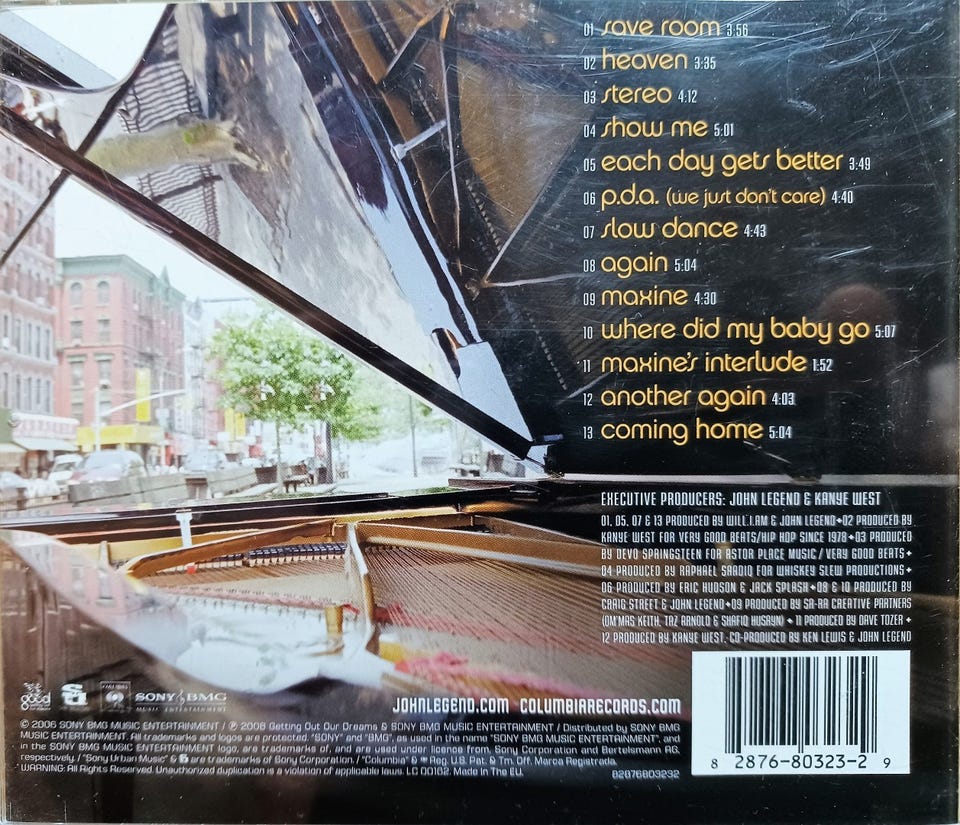 01 save room 3:56
02 heaven 3:35
03 stereo 4:12
04 show me 5:01
05 each day gets better 3:49
06 p.d.a. (we just don't care) 4:40
07 slow dance 4:43
08 again 5:04
09 maxine 4:30
10 where did my baby go 5:07
11 maxine's interlude 1:52
12 another again 4:03
13 coming home 5:04
EXECUTIVE PRODUCERS: JOHN LEGEND & KANYE WEST
01, 05, 07 & 13 PRODUCED BY WILL.I.AM & JOHN LEGEND✦02 PRODUCED BY
KANYE WEST FOR VERY GOOD BEATS/HIP HOP SINCE 1978✦03 PRODUCED
BY DEVO SPRINGSTEEN FOR ASTOR PLACE MUSIC/VERY GOOD BEATS✦
04 PRODUCED BY RAPHAEL SAADIQ FOR WHISKEY SLEW PRODUCTIONS✦
06 PRODUCED BY ERIC HUDSON & JACK SPLASH✦08 & 10 PRODUCED BY
CRAIG STREET & JOHN LEGEND✦09 PRODUCED BY SA-RA CREATIVE PARTNERS
(OM'MAS KEITH, TAZ ARNOLD & SHAFIQ HUSAYN) ✦ 11 PRODUCED BY DAVE TOZER ✦
12 PRODUCED BY KANYE WEST, CO-PRODUCED BY KEN LEWIS & JOHN LEGEND
good
SONY BMG
MUSIC ENTERTAINMENT
JOHNLEGEND.COM COLUMBIARECORDS.COM
© 2006 SONY BMG MUSIC ENTERTAINMENT / ℗ 2006 Getting Out Our Dreams & SONY BMG MUSIC ENTERTAINMENT / Distributed by SONY BMG
MUSIC ENTERTAINMENT. All trademarks and logos are protected. "SONY" and "BMG", as used in the name "SONY BMG MUSIC ENTERTAINMENT", and
in the SONY BMG MUSIC ENTERTAINMENT logo, are trademarks of, and are used under licence from, Sony Corporation and Bertelsmann AG,
respectively. / "Sony Urban Music" & are trademarks of Sony Corporation. / "Columbia" & Reg. U.S. Pat. & Tm. Off. Marca Registrada.
WARNING: All Rights Reserved. Unauthorized duplication is a violation of applicable laws. LC 00162. Made In The EU.
82876803232
8 2876-80323-2 9